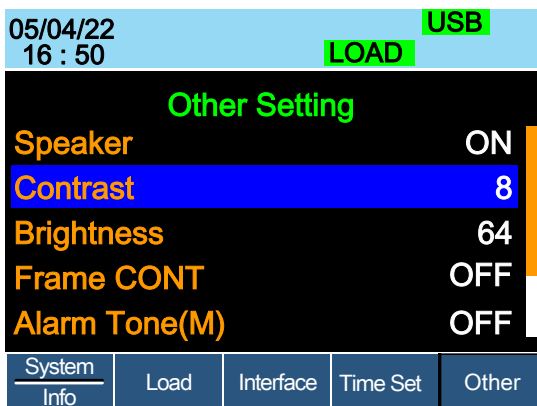 05/04/22 USB
16 : 50 LOAD
Other Setting
Speaker ON
Contrast 8
Brightness 64
Frame CONT OFF
Alarm Tone(M) OFF
System
Info
Load Interface Time Set Other